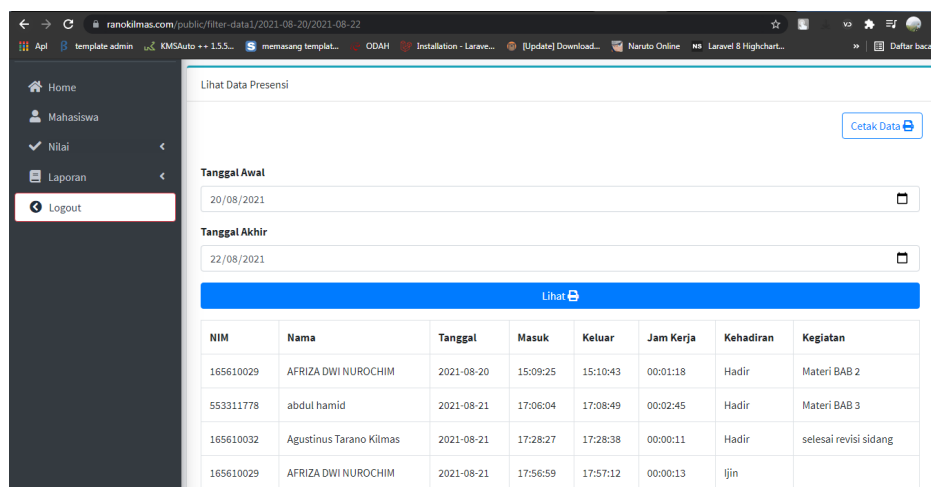 ranokilmas.com/public/filter-data1/2021-08-20/2021-08-22
Apl template admin KMSAuto ++ 1.5.5... memasang templat... ODAH Installation - Larave... [Update] Download... Naruto Online NS Laravel 8 Highchart... » Daftar baca
Home
Mahasiswa
Nilai
Laporan
Logout
Lihat Data Presensi
Cetak Data
Tanggal Awal
20/08/2021
Tanggal Akhir
22/08/2021
Lihat
NIM Nama Tanggal Masuk Keluar Jam Kerja Kehadiran Kegiatan
165610029 AFRIZA DWI NUROCHIM 2021-08-20 15:09:25 15:10:43 00:01:18 Hadir Materi BAB 2
553311778 abdul hamid 2021-08-21 17:06:04 17:08:49 00:02:45 Hadir Materi BAB 3
165610032 Agustinus Tarano Kilmas 2021-08-21 17:28:27 17:28:38 00:00:11 Hadir selesai revisi sidang
165610029 AFRIZA DWI NUROCHIM 2021-08-21 17:56:59 17:57:12 00:00:13 Ijin